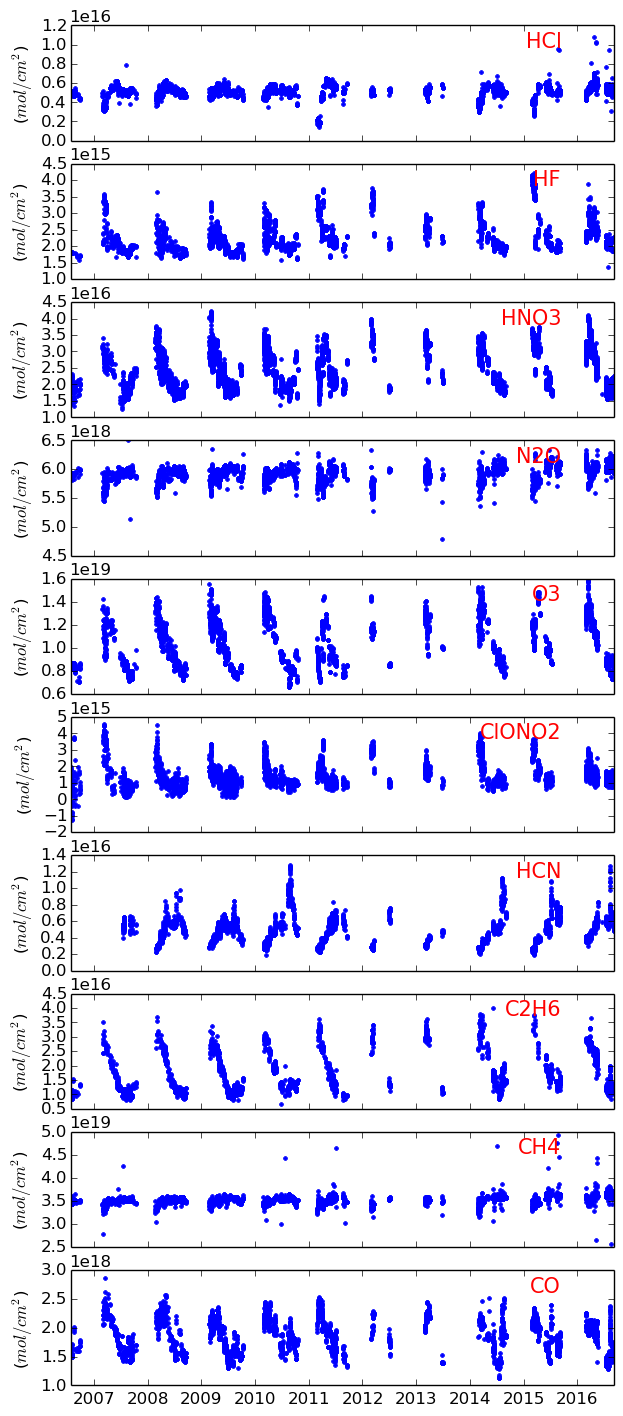 1e16
1.2
1.0
0.8
0.6
0.4
0.2
0.0
(mol/cm²)
HCl
1e15
4.5
4.0
3.5
3.0
2.5
2.0
1.5
1.0
(mol/cm²)
HF
1e16
4.5
4.0
3.5
3.0
2.5
2.0
1.5
1.0
(mol/cm²)
HNO3
1e18
6.5
6.0
5.5
5.0
4.5
(mol/cm²)
N2O
1e19
1.6
1.4
1.2
1.0
0.8
0.6
(mol/cm²)
O3
1e15
5
4
3
2
1
0
−1
−2
(mol/cm²)
ClONO2
1e16
1.4
1.2
1.0
0.8
0.6
0.4
0.2
0.0
(mol/cm²)
HCN
1e16
4.5
4.0
3.5
3.0
2.5
2.0
1.5
1.0
0.5
(mol/cm²)
C2H6
1e19
5.0
4.5
4.0
3.5
3.0
2.5
(mol/cm²)
CH4
1e18
3.0
2.5
2.0
1.5
1.0
(mol/cm²)
CO
2007 2008 2009 2010 2011 2012 2013 2014 2015 2016